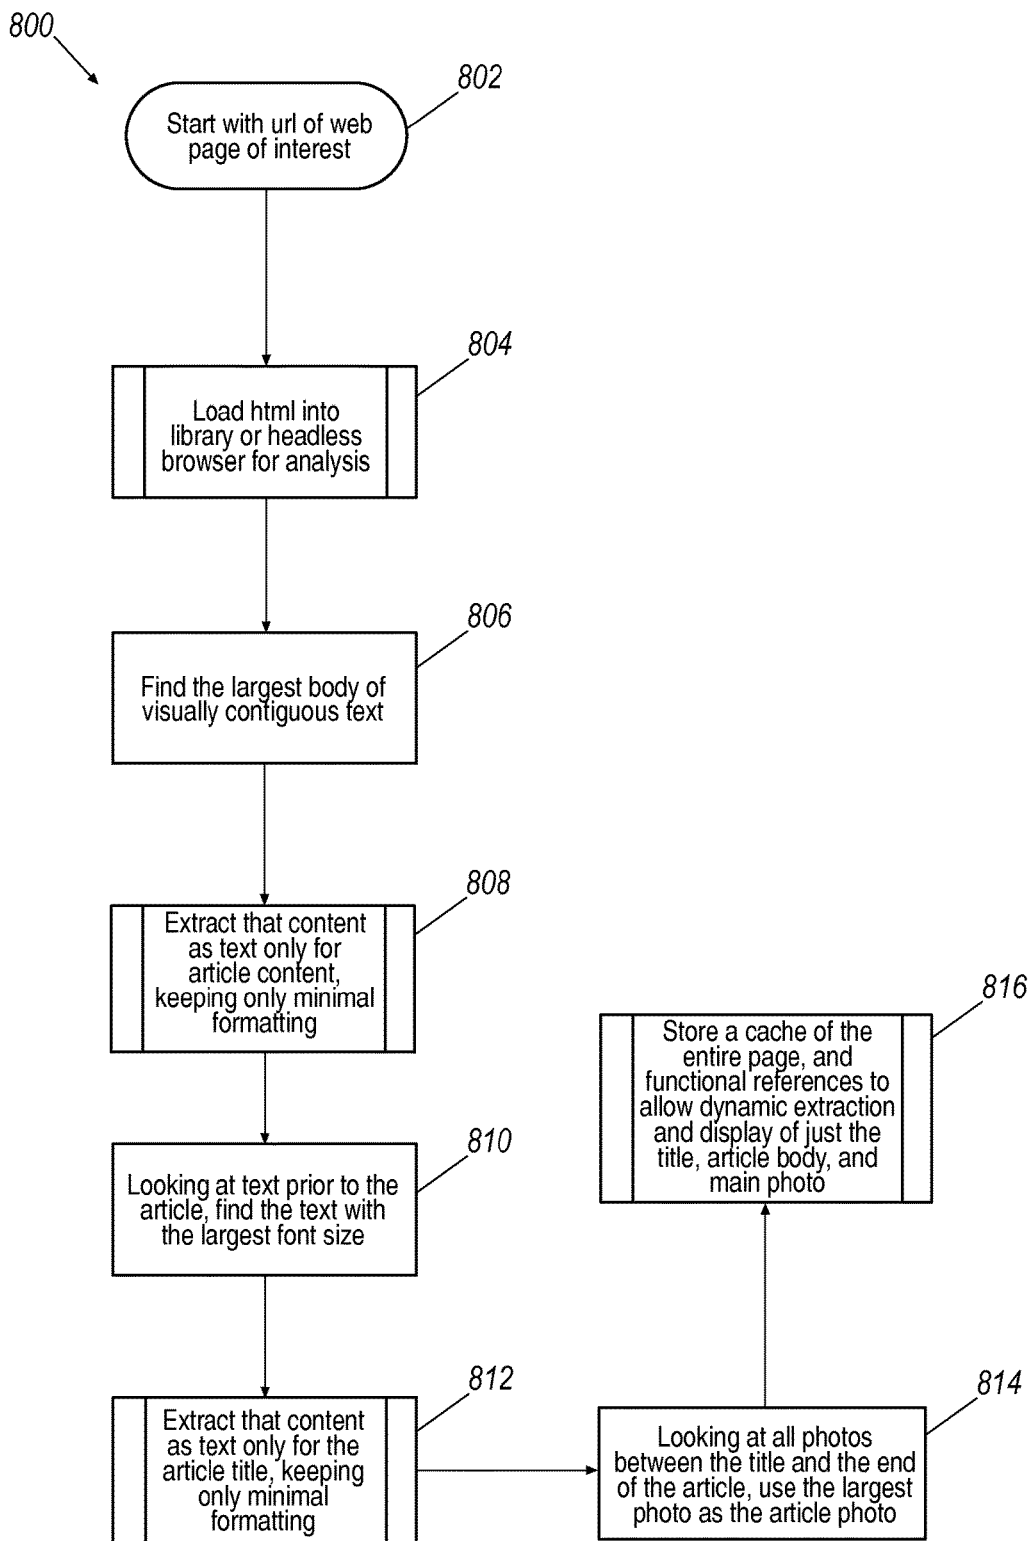 800
802
Start with url of web
page of interest
804
Load html into
library or headless
browser for analysis
806
Find the largest body of
visually contiguous text
808
Extract that content
as text only for
article content,
keeping only minimal
formatting
810
Looking at text prior to the
article, find the text with
the largest font size
812
Extract that content
as text only for the
article title, keeping
only minimal
formatting
814
Looking at all photos
between the title and the end
of the article, use the largest
photo as the article photo
816
Store a cache of the
entire page, and
functional references to
allow dynamic extraction
and display of just the
title, article body, and
main photo